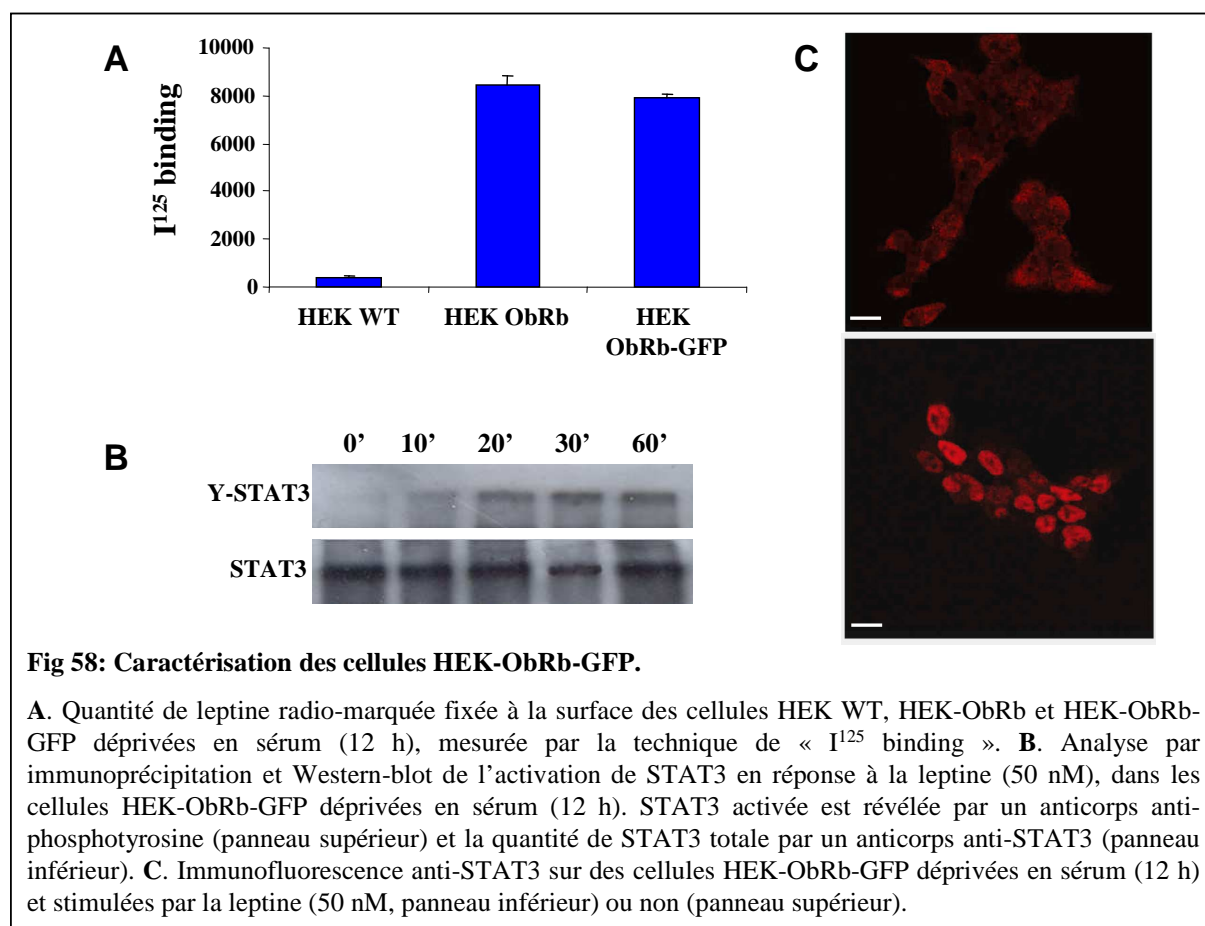 A
C
10000
8000
6000
4000
2000
0
I125 binding
HEK WT HEK ObRb HEK
ObRb-GFP
B
0’ 10’ 20’ 30’ 60’
Y-STAT3
STAT3
Fig 58: Caractérisation des cellules HEK-ObRb-GFP.
A. Quantité de leptine radio-marquée fixée à la surface des cellules HEK WT, HEK-ObRb et HEK-ObRb-
GFP déprivées en sérum (12 h), mesurée par la technique de « I125 binding ». B. Analyse par
immunoprécipitation et Western-blot de l’activation de STAT3 en réponse à la leptine (50 nM), dans les
cellules HEK-ObRb-GFP déprivées en sérum (12 h). STAT3 activée est révélée par un anticorps anti-
phosphotyrosine (panneau supérieur) et la quantité de STAT3 totale par un anticorps anti-STAT3 (panneau
inférieur). C. Immunofluorescence anti-STAT3 sur des cellules HEK-ObRb-GFP déprivées en sérum (12 h)
et stimulées par la leptine (50 nM, panneau inférieur) ou non (panneau supérieur).